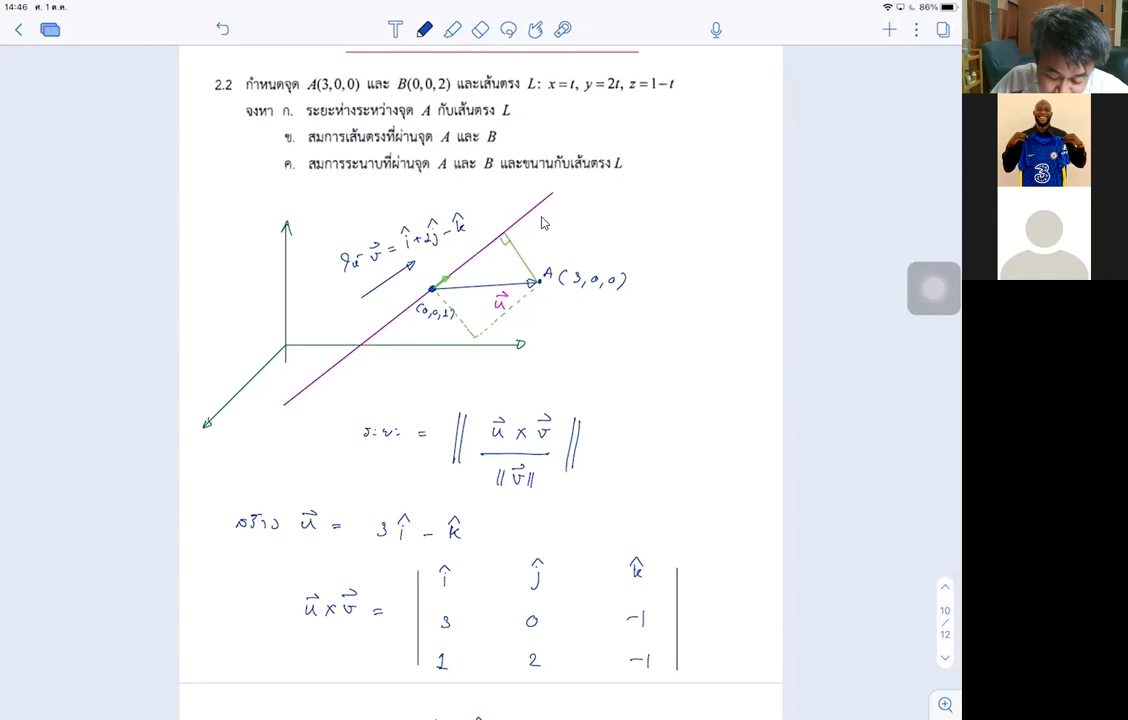 14:46 ศ. 1 ต.ค.
86%
2.2 กำหนดจุด A(3,0,0) และ B(0,0,2) และเส้นตรง L: x=t, y=2t, z=1−t
จงหา ก. ระยะห่างระหว่างจุด A กับเส้นตรง L
ข. สมการเส้นตรงที่ผ่านจุด A และ B
ค. สมการระนาบที่ผ่านจุด A และ B และขนานกับเส้นตรง L
ให้ v⃗ = î+2ĵ−k̂
A (3,0,0)
u⃗
(0,0,1)
ระยะ = || u⃗ × v⃗ / ||v⃗|| ||
สร้าง u⃗ = 3î − k̂
u⃗ × v⃗ = | î ĵ k̂ |
3 0 −1
1 2 −1
10
/
12
3